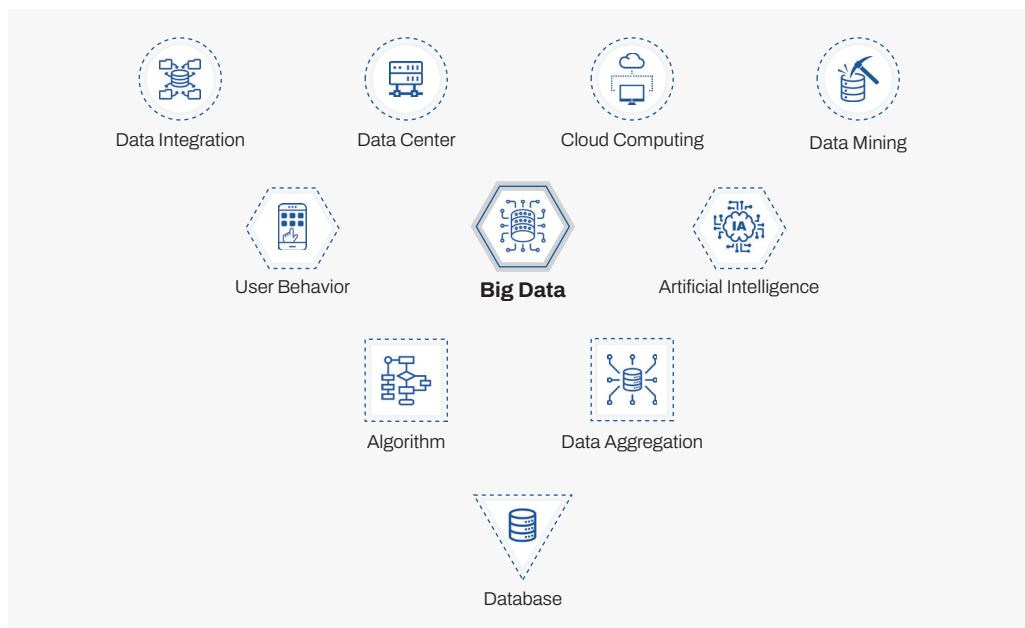 Data Integration
Data Center
Cloud Computing
Data Mining
IA
User Behavior
Big Data
Artificial Intelligence
Algorithm
Data Aggregation
Database